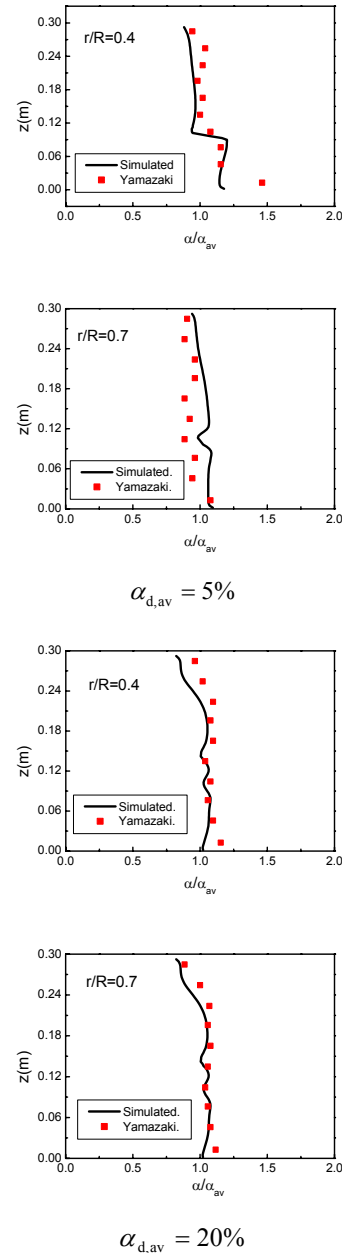 0.30
r/R=0.4
0.24
0.18
z(m)
0.12
0.06
Simulated
Yamazaki
0.00
0.0 0.5 1.0 1.5 2.0
α/α_av
0.30
r/R=0.7
0.24
0.18
z(m)
0.12
0.06
Simulated.
Yamazaki.
0.00
0.0 0.5 1.0 1.5 2.0
α/α_av
α_d,av = 5%
0.30
r/R=0.4
0.24
0.18
z(m)
0.12
0.06
Simulated.
Yamazaki.
0.00
0.0 0.5 1.0 1.5 2.0
α/α_av
0.30
r/R=0.7
0.24
0.18
z(m)
0.12
0.06
Simulated.
Yamazaki.
0.00
0.0 0.5 1.0 1.5 2.0
α/α_av
α_d,av = 20%